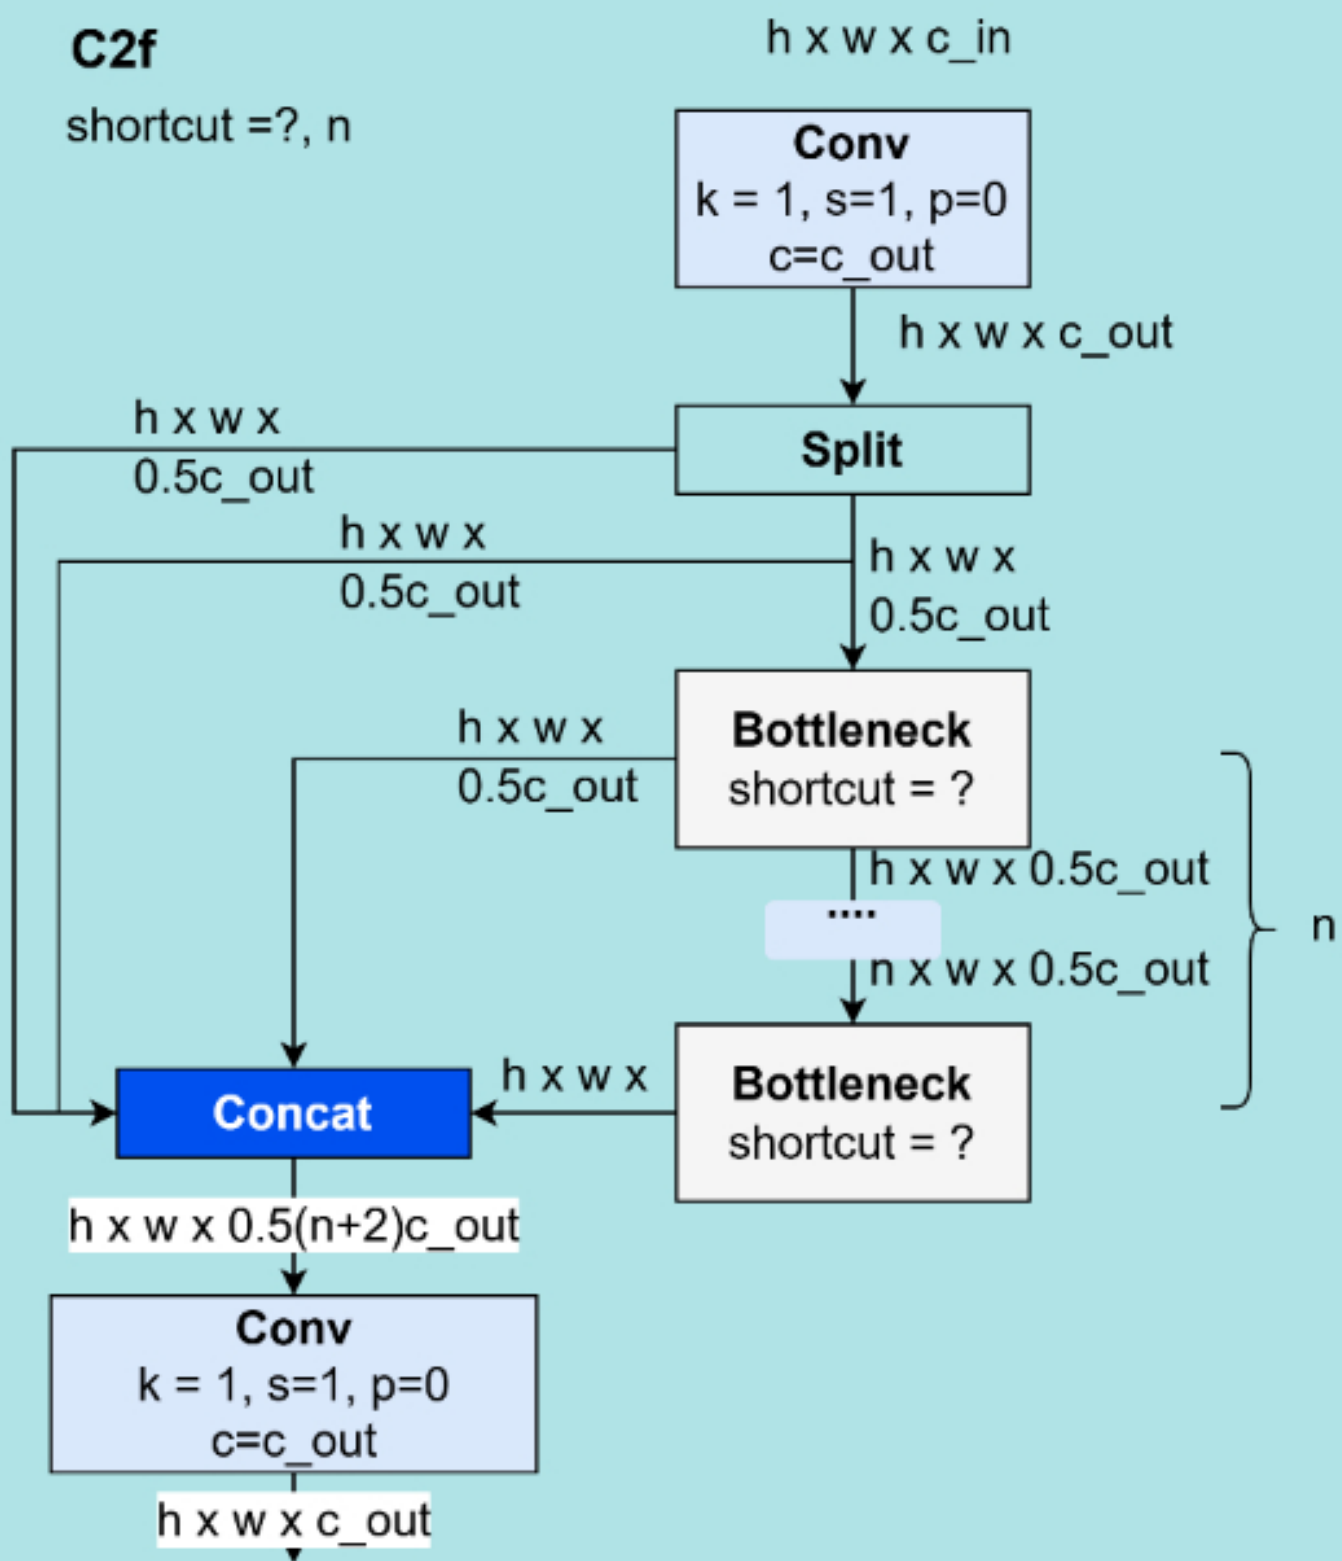 C2f
shortcut =?, n
h x w x c_in
Conv
k = 1, s=1, p=0
c=c_out
h x w x c_out
Split
h x w x
0.5c_out
h x w x
0.5c_out
h x w x
0.5c_out
Bottleneck
shortcut = ?
h x w x
0.5c_out
h x w x 0.5c_out
....
h x w x 0.5c_out
n
Bottleneck
shortcut = ?
h x w x
Concat
h x w x 0.5(n+2)c_out
Conv
k = 1, s=1, p=0
c=c_out
h x w x c_out